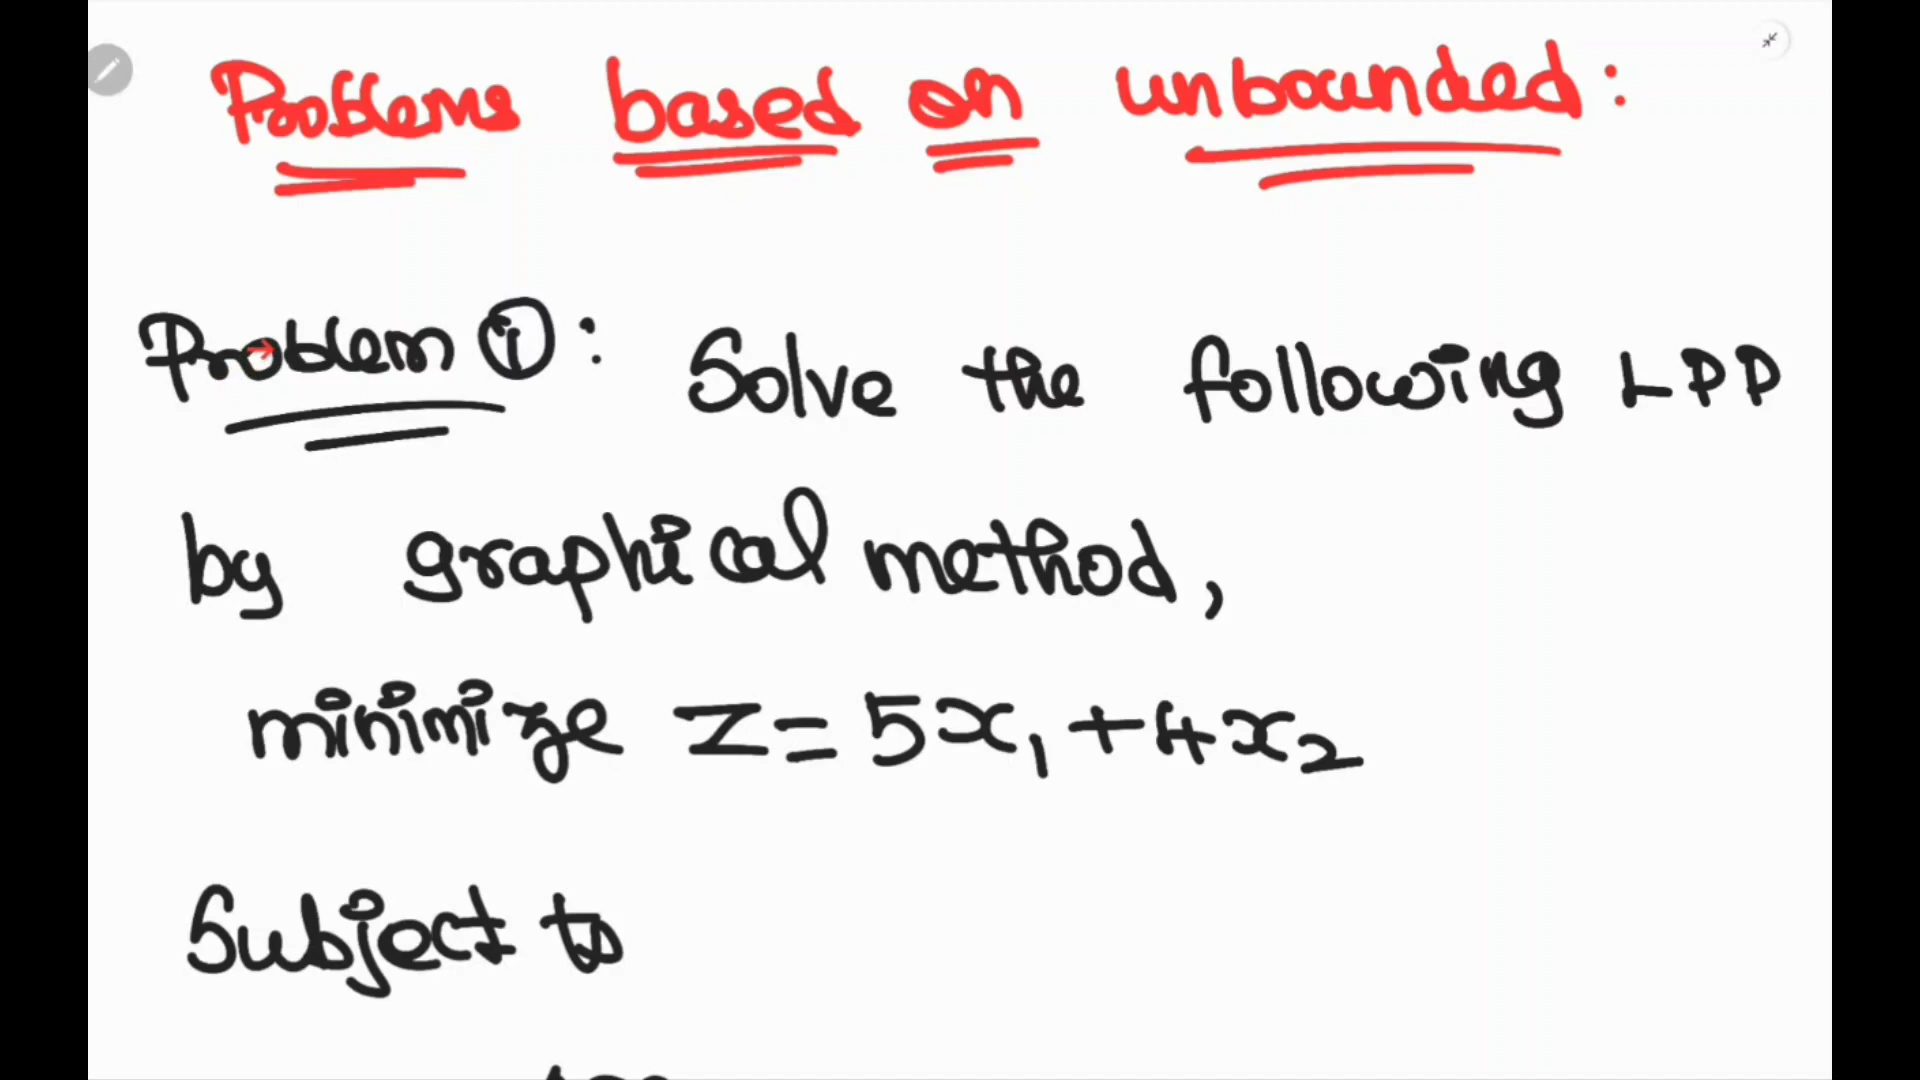 Problems based on unbounded:
Problem ①: Solve the following LPP
by graphical method,
minimize Z = 5x₁ + 4x₂
Subject to